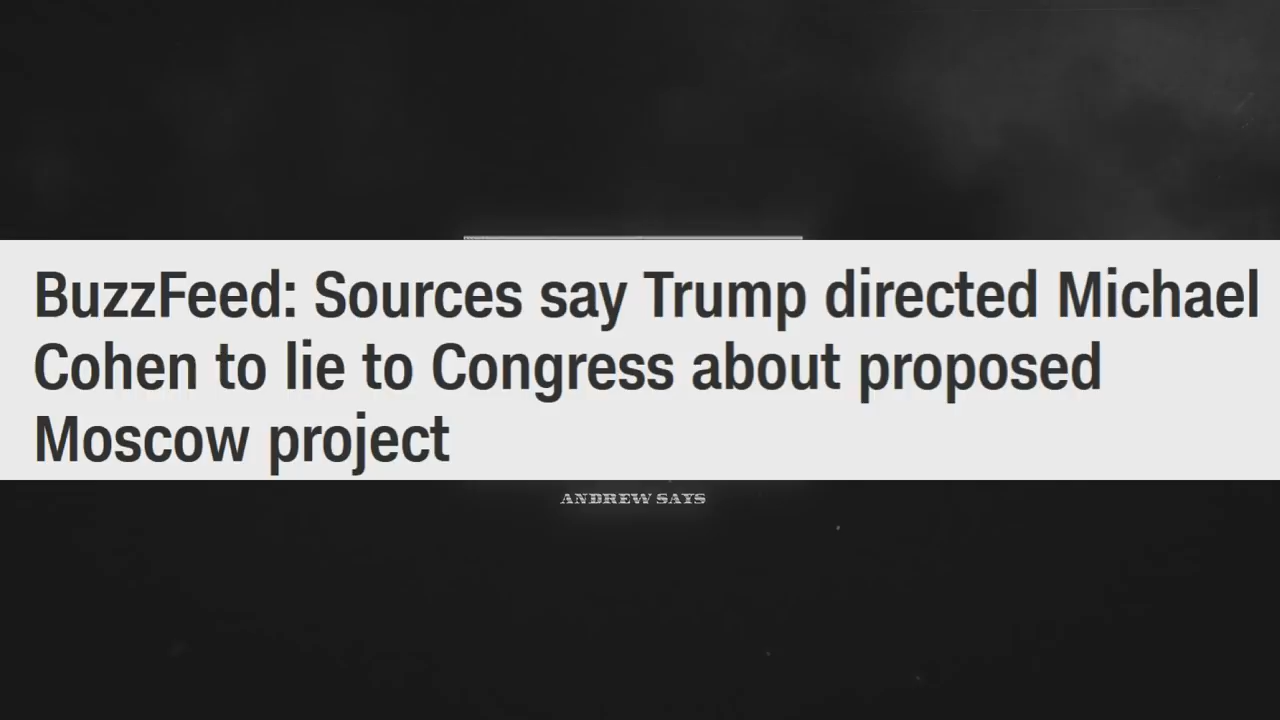 BuzzFeed: Sources say Trump directed Michael
Cohen to lie to Congress about proposed
Moscow project
ANDREW SAYS